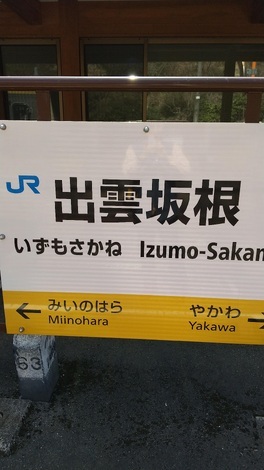 JR 出雲坂根
いずもさかね Izumo-Sakan
← みいのはら やかわ →
Miinohara Yakawa
63